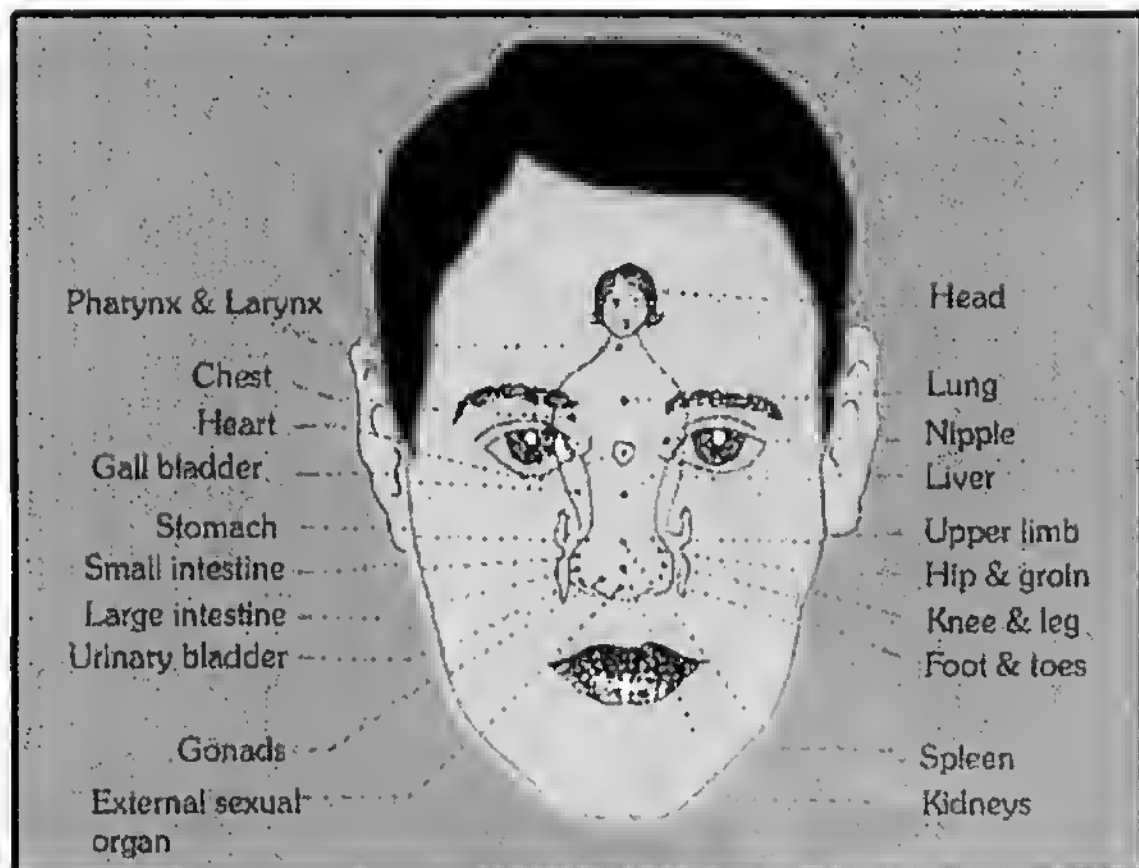 Pharynx & Larynx
Chest
Heart
Gall bladder
Stomach
Small intestine
Large intestine
Urinary bladder
Gonads
External sexual
organ
Head
Lung
Nipple
Liver
Upper limb
Hip & groin
Knee & leg
Foot & toes
Spleen
Kidneys